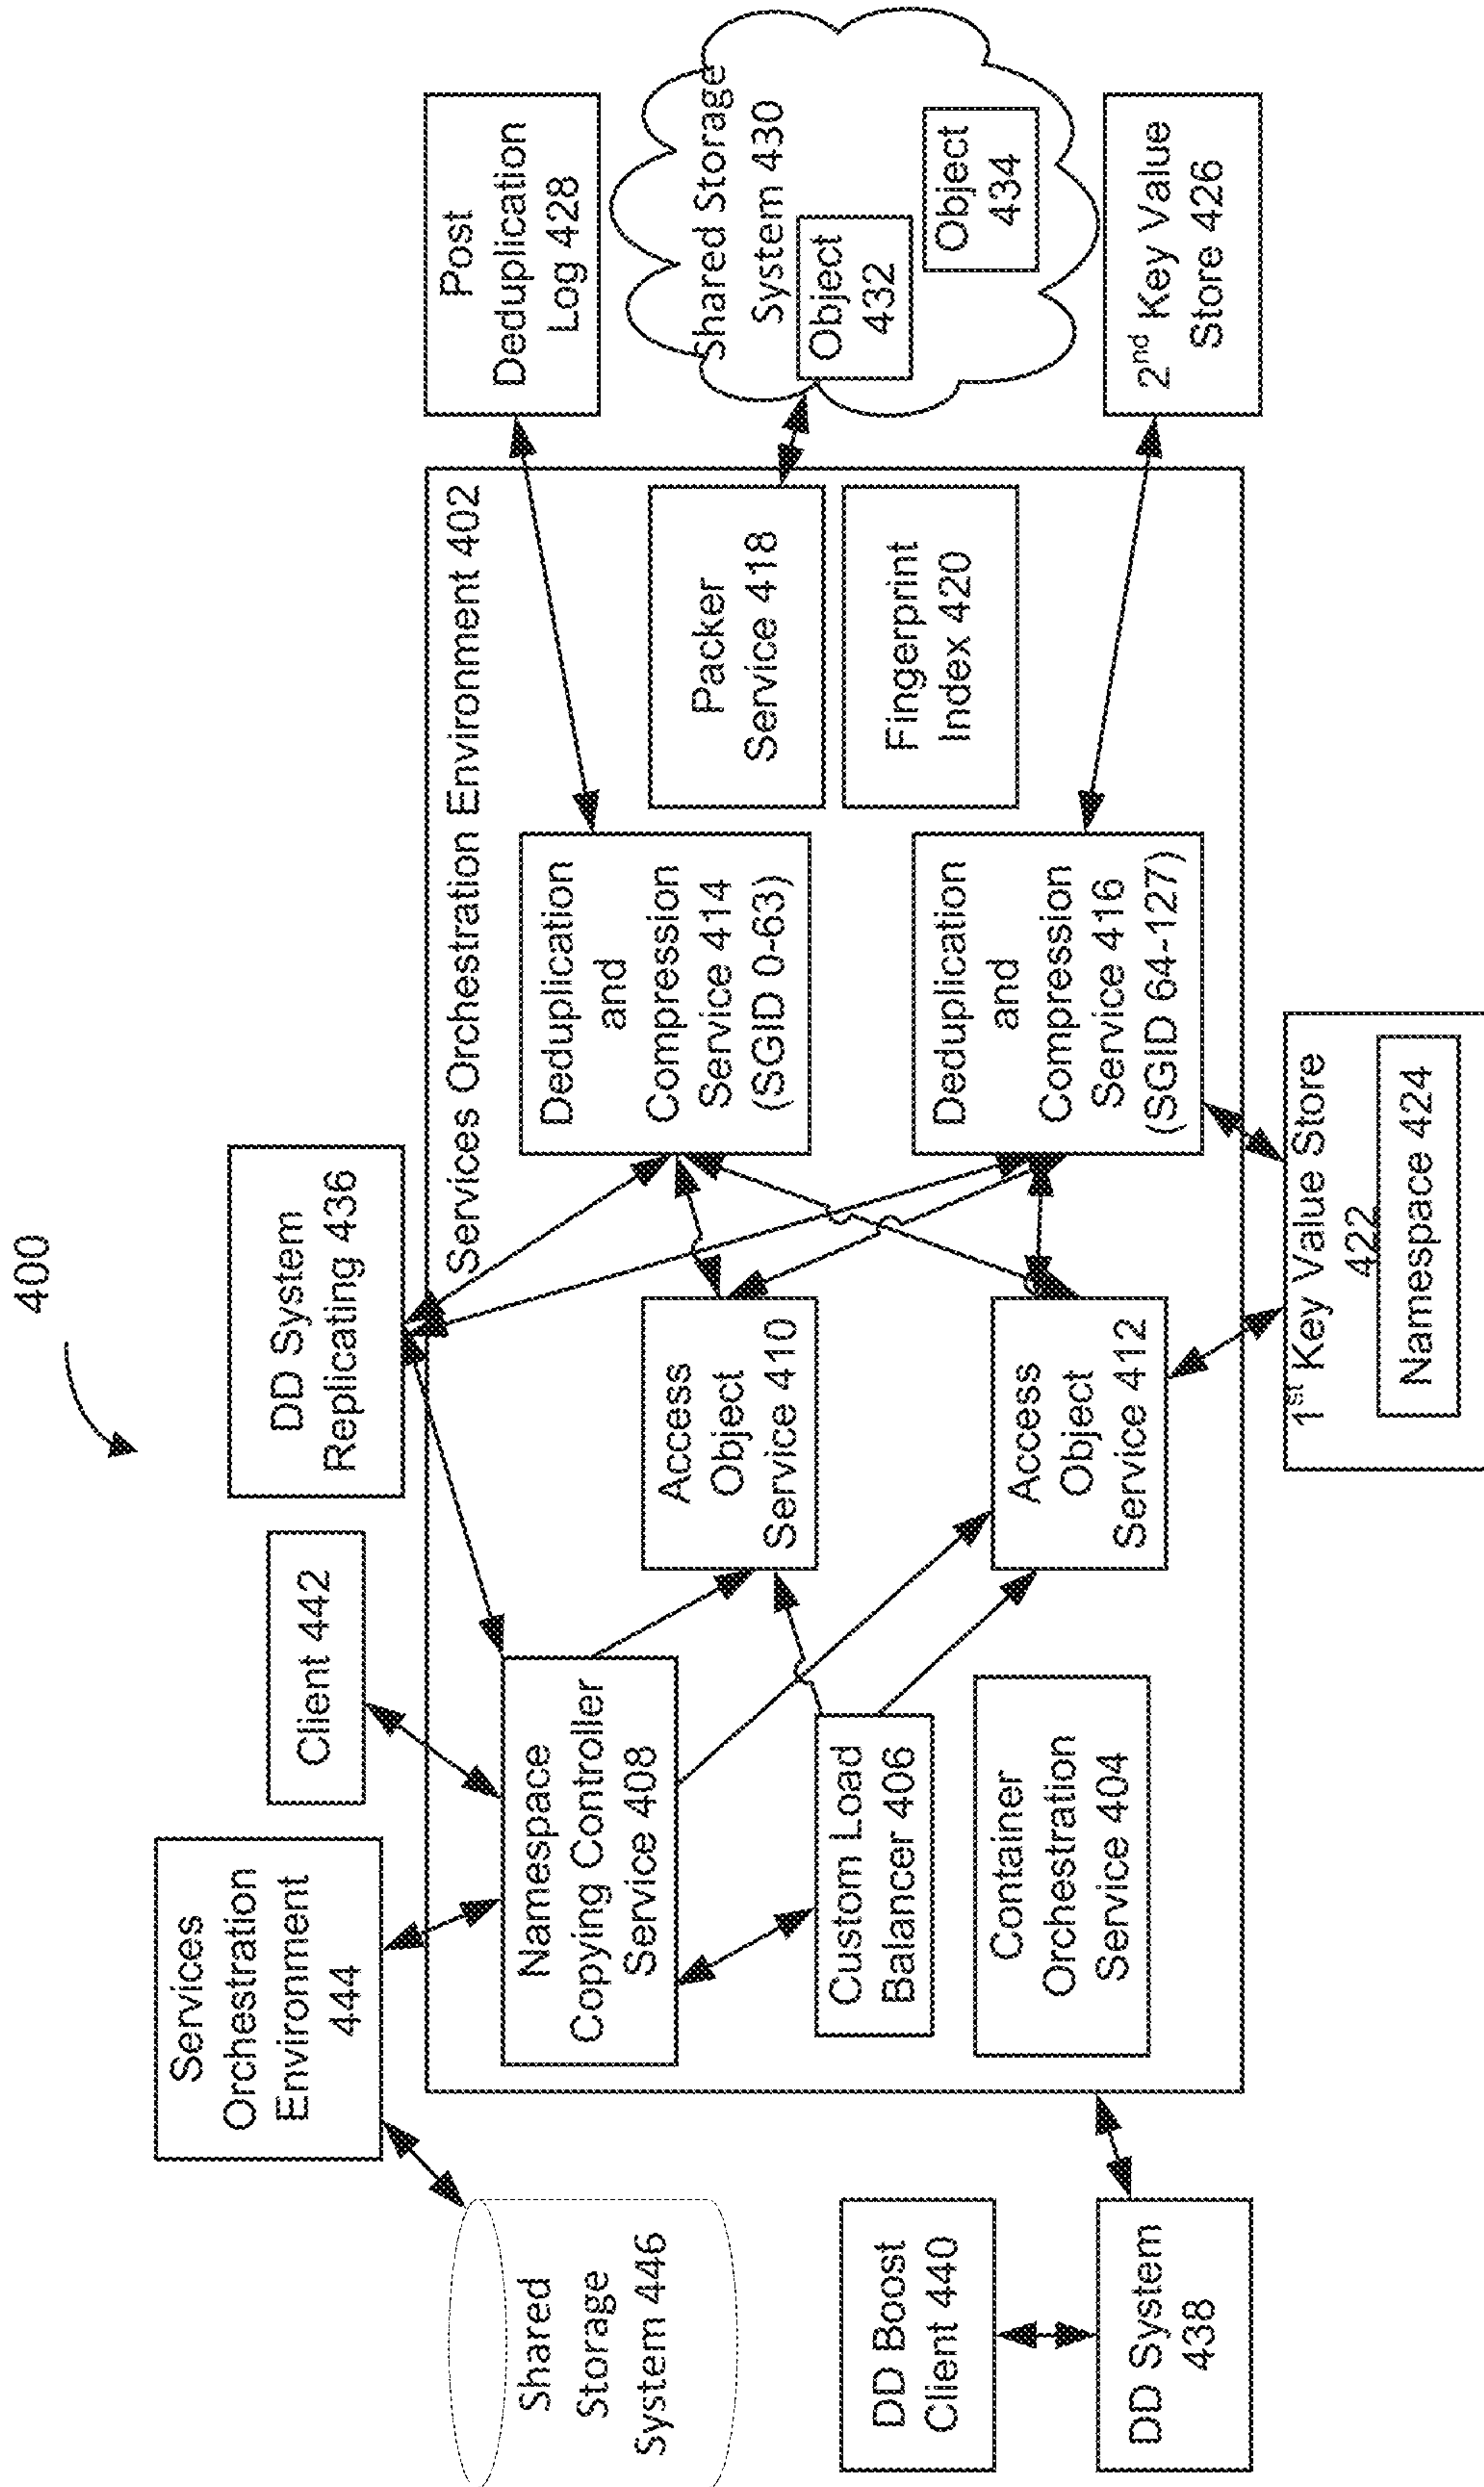 400
Services
Orchestration
Environment
444
Client 442
DD System
Replicating 436
Post
Deduplication
Log 428
Shared
Storage
System 446
Services Orchestration Environment 402
Namespace
Copying Controller
Service 408
Access
Object
Service 410
Deduplication
and
Compression
Service 414
(SGID 0-63)
Packer
Service 418
Shared Storage
System 430
Object
432
Object
434
Custom Load
Balancer 406
Fingerprint
Index 420
DD Boost
Client 440
Container
Orchestration
Service 404
Access
Object
Service 412
Deduplication
and
Compression
Service 416
(SGID 64-127)
2nd Key Value
Store 426
DD System
438
1st Key Value Store
422
Namespace 424